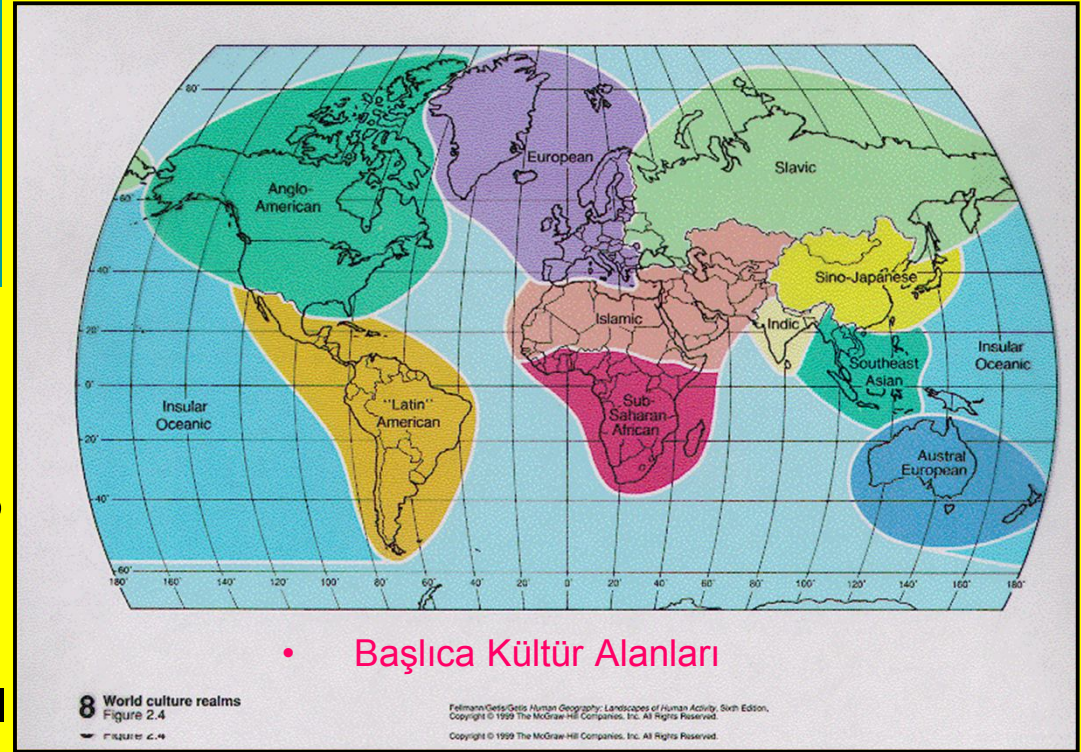 80°
European
Slavic
Anglo-
American
60°
40°
Sino-Japanese
Islamic
Indic
20°
Insular
Oceanic
Southeast
Asian
0°
"Latin"
American
Sub-
Saharan
African
Insular
Oceanic
20°
Austral
European
40°
60°
180° 160° 140° 120° 100° 80° 60° 40° 20° 0° 20° 40° 60° 80° 100° 120° 140° 160° 180°
• Başlıca Kültür Alanları
8 World culture realms
Figure 2.4
Fellmann/Getis/Getis Human Geography: Landscapes of Human Activity, Sixth Edition,
Copyright © 1999 The McGraw-Hill Companies, Inc. All Rights Reserved.
Figure 2.4
Copyright © 1999 The McGraw-Hill Companies, Inc. All Rights Reserved.